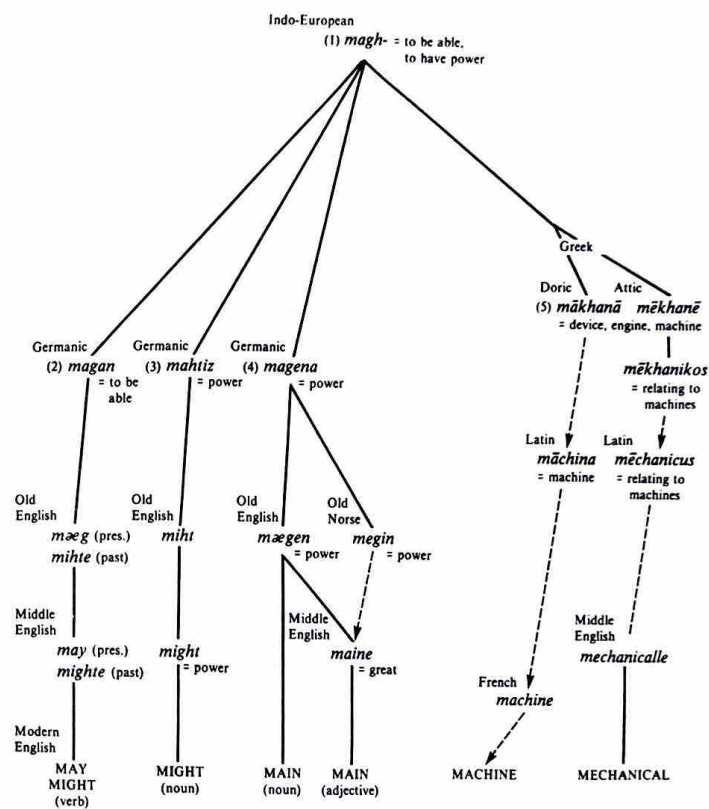 Indo-European
(1) magh- = to be able,
to have power
Greek
Doric Attic
(5) mākhanā mēkhanē
= device, engine, machine
Germanic Germanic Germanic
(2) magan (3) mahtiz (4) magena
= to be
able
= power
= power
mēkhanikos
= relating to
machines
Latin Latin
māchina mēchanicus
= machine = relating to
machines
Old
English
Old
English
Old
English
Old
Norse
mæg (pres.) miht mægen megin
mihte (past) = power = power
Middle
English
Middle
English
Middle
English
may (pres.) might maine mechanicalle
mighte (past) = power = great
French
machine
Modern
English
MAY
MIGHT
(verb)
MIGHT
(noun)
MAIN
(noun)
MAIN
(adjective)
MACHINE
MECHANICAL